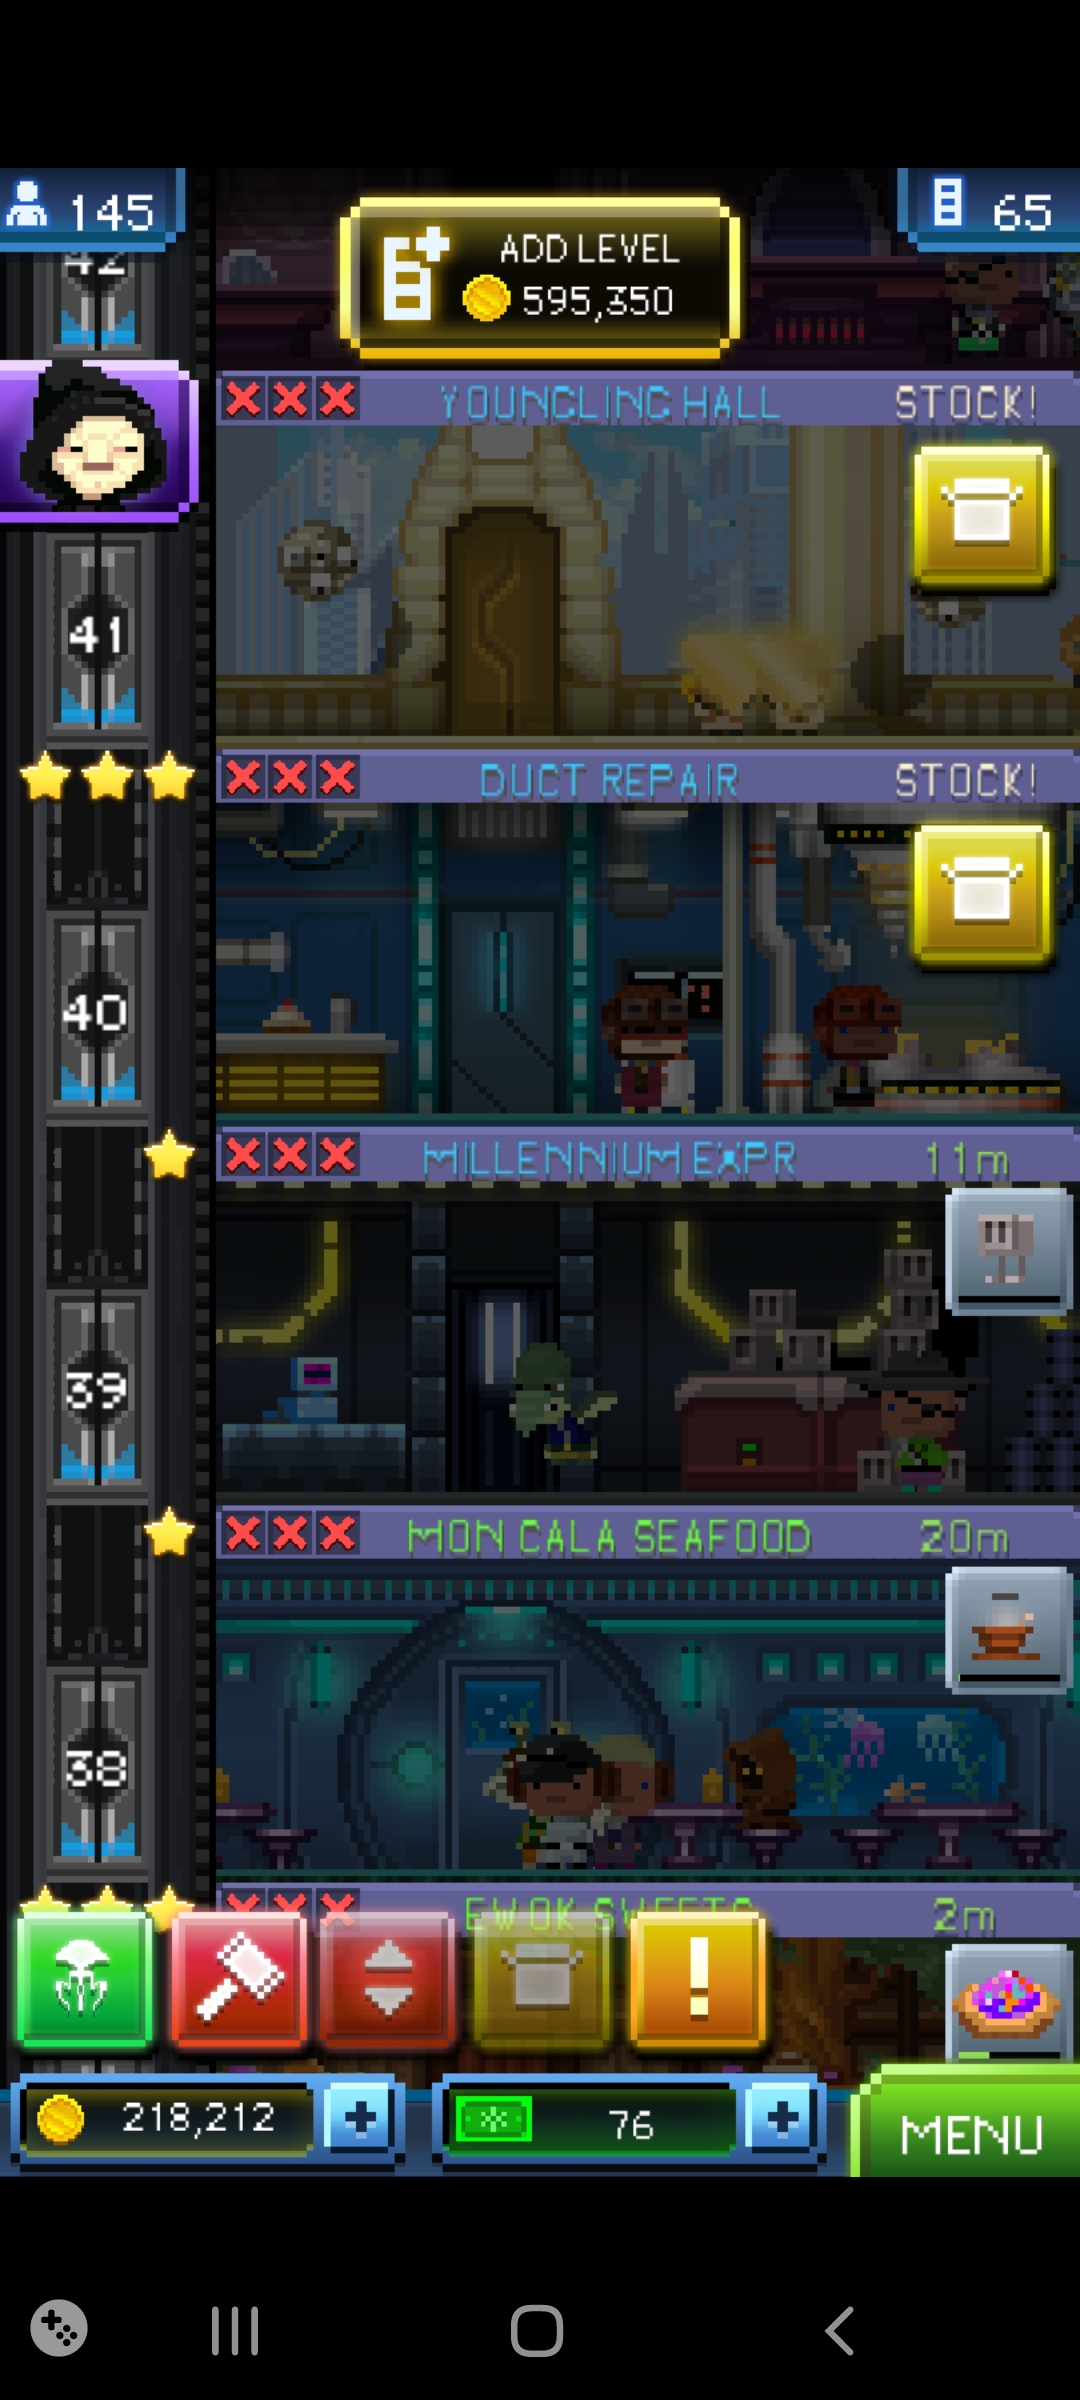 145
ADD LEVEL
595,350
65
42
YOUNGLING HALL
STOCK!
41
DUCT REPAIR
STOCK!
40
MILLENNIUM EXPR
11m
39
MON CALA SEAFOOD
20m
38
EWOK SWEETS
2m
218,212
76
MENU